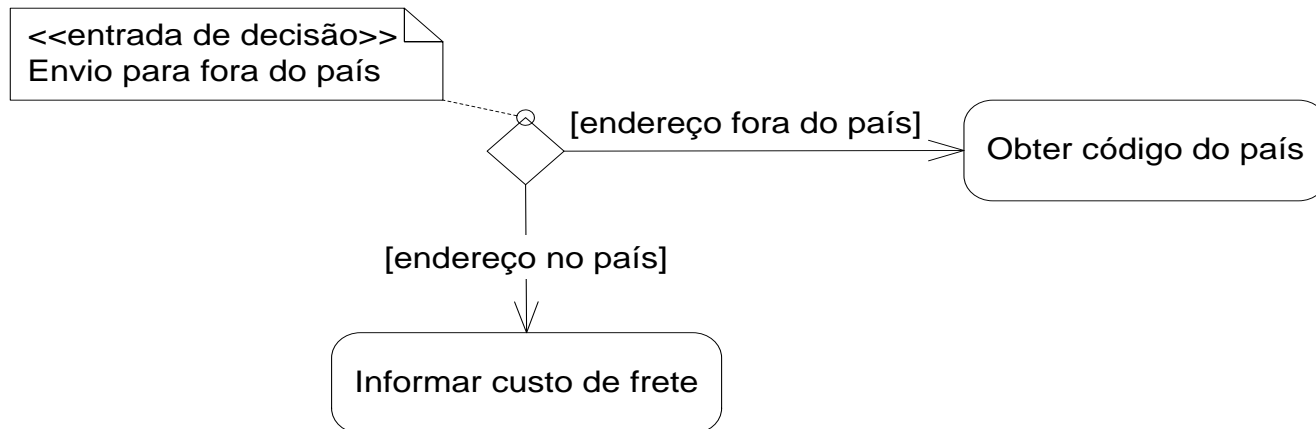 <<entrada de decisão>>
Envio para fora do país
[endereço fora do país]
Obter código do país
[endereço no país]
Informar custo de frete